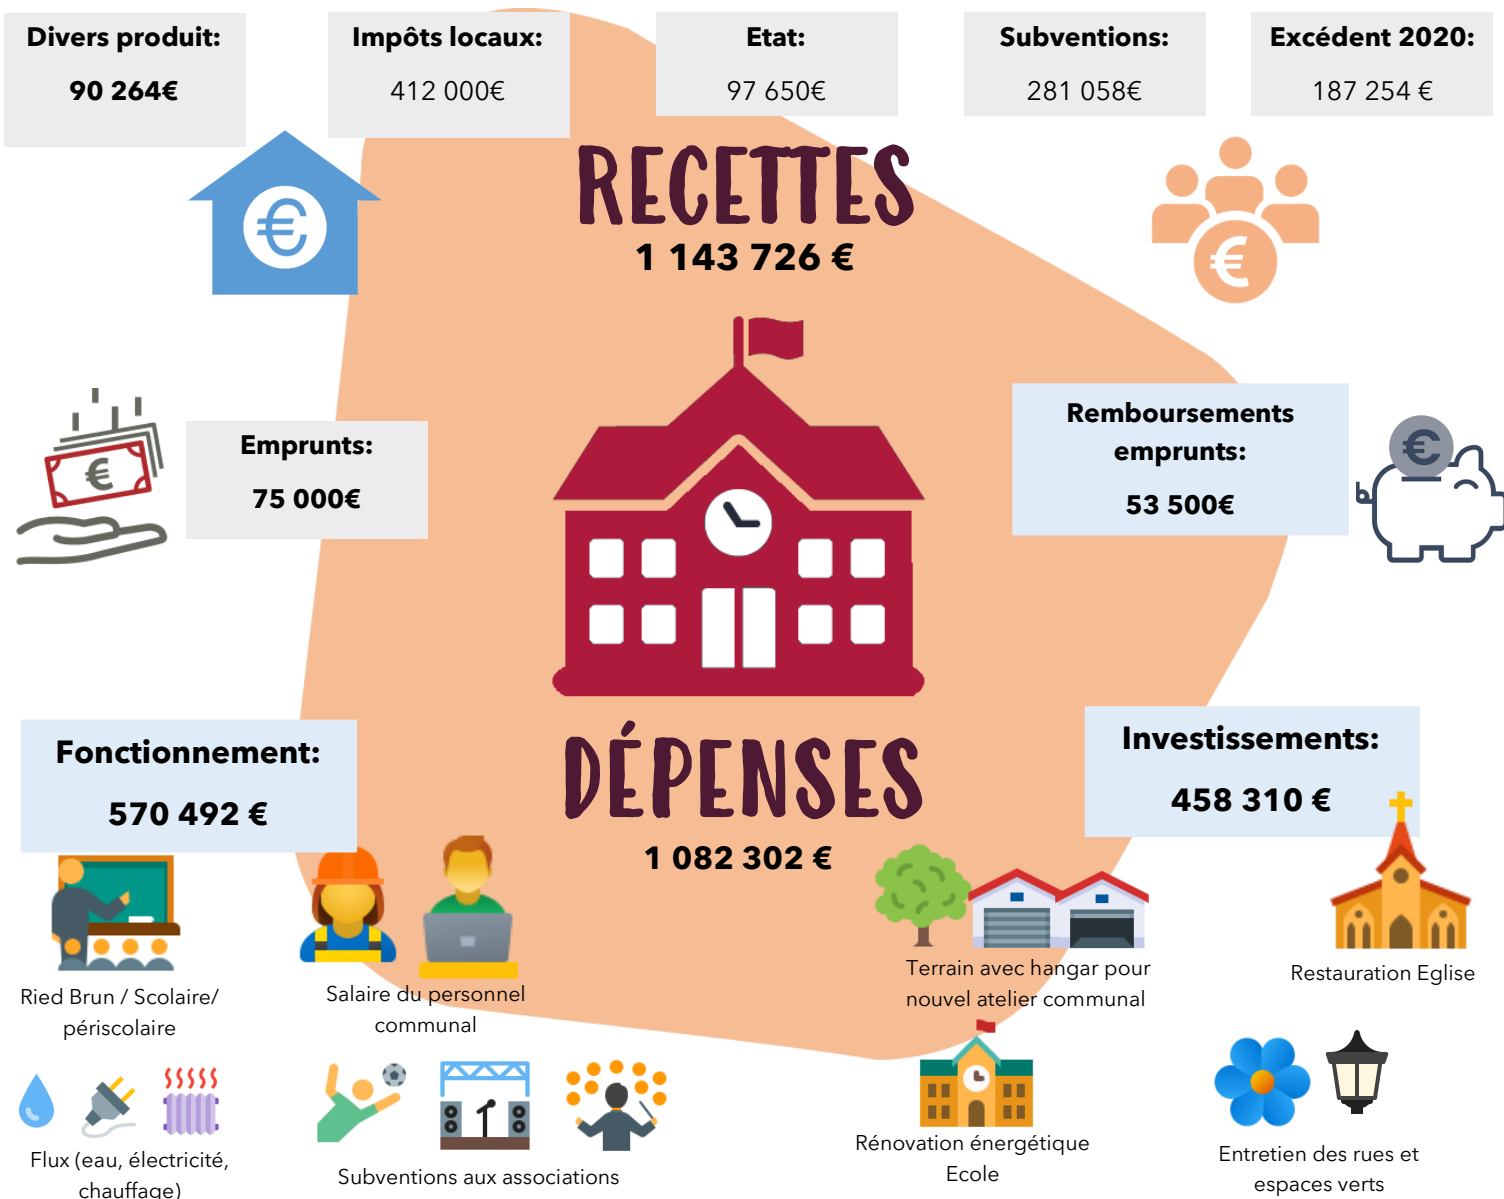 Divers produit:
90 264€
Impôts locaux:
412 000€
Etat:
97 650€
Subventions:
281 058€
Excédent 2020:
187 254 €
RECETTES
1 143 726 €
Emprunts:
75 000€
Remboursements
emprunts:
53 500€
Fonctionnement:
570 492 €
DÉPENSES
1 082 302 €
Investissements:
458 310 €
Ried Brun / Scolaire/
périscolaire
Salaire du personnel
communal
Terrain avec hangar pour
nouvel atelier communal
Restauration Eglise
Flux (eau, électricité,
chauffage)
Subventions aux associations
Rénovation énergétique
Ecole
Entretien des rues et
espaces verts